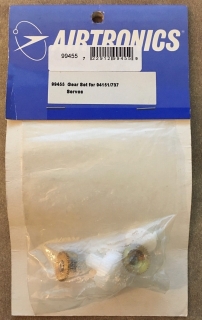 AIRTRONICS
99455
99455 Gear Set for 94151/737
Servos